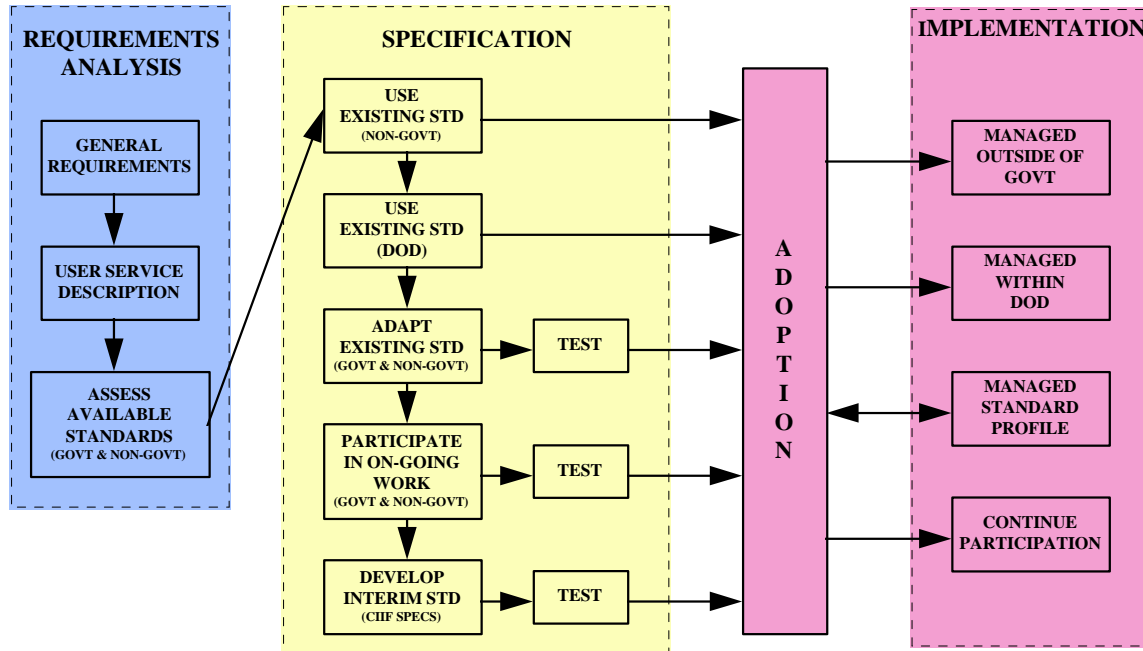 REQUIREMENTS
ANALYSIS
GENERAL
REQUIREMENTS
USER SERVICE
DESCRIPTION
ASSESS
AVAILABLE
STANDARDS
(GOVT & NON-GOVT)
SPECIFICATION
USE
EXISTING STD
(NON-GOVT)
USE
EXISTING STD
(DOD)
ADAPT
EXISTING STD
(GOVT & NON-GOVT)
TEST
PARTICIPATE
IN ON-GOING
WORK
(GOVT & NON-GOVT)
TEST
DEVELOP
INTERIM STD
(CIIF SPECS)
TEST
A
D
O
P
T
I
O
N
IMPLEMENTATION
MANAGED
OUTSIDE OF
GOVT
MANAGED
WITHIN
DOD
MANAGED
STANDARD
PROFILE
CONTINUE
PARTICIPATION